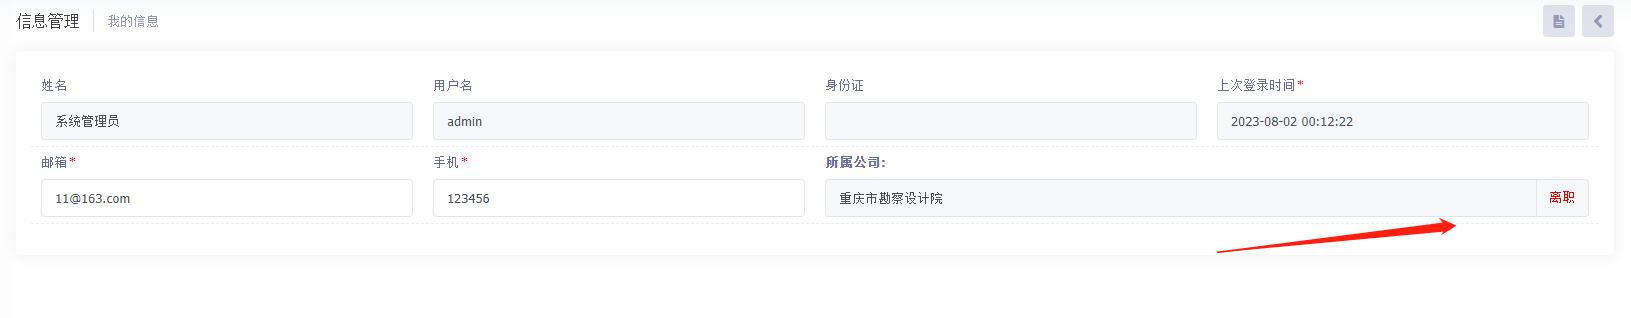 信息管理 我的信息
姓名 用户名 身份证 上次登录时间*
系统管理员 admin 2023-08-02 00:12:22
邮箱* 手机* 所属公司:
11@163.com 123456 重庆市勘察设计院 离职